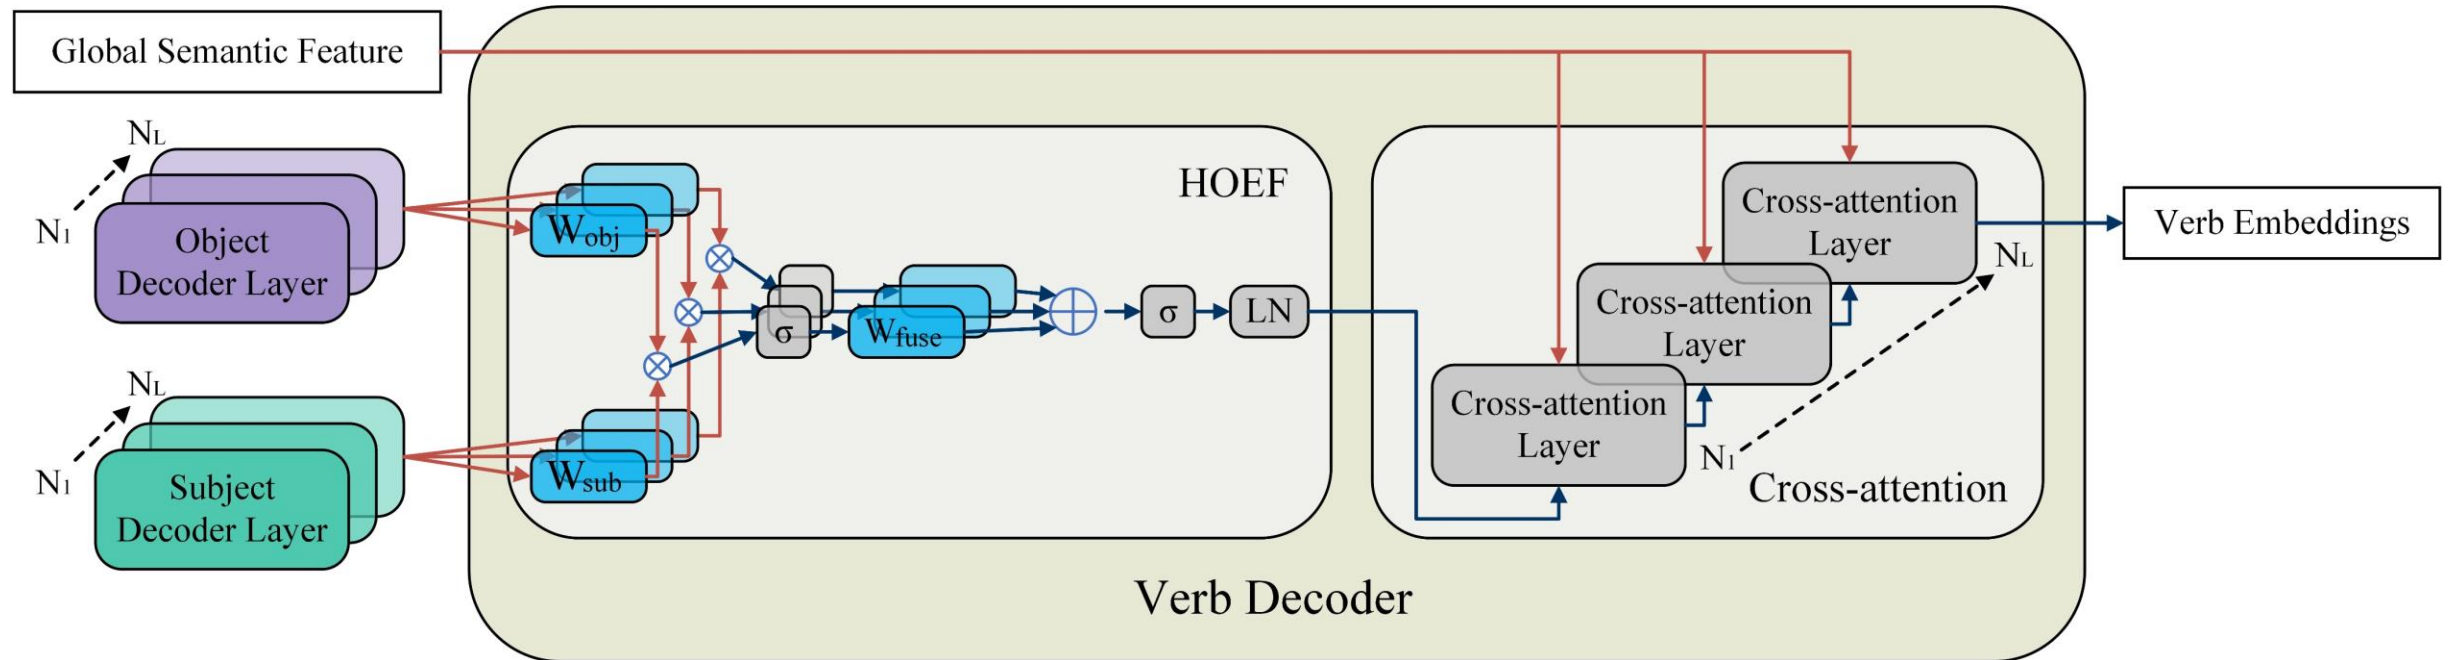 Global Semantic Feature
NL
N1
Object
Decoder Layer
NL
N1
Subject
Decoder Layer
HOEF
Wobj
Wsub
σ
Wfuse
σ
LN
Cross-attention
Layer
Cross-attention
Layer
Cross-attention
Layer
NL
N1
Cross-attention
Verb Embeddings
Verb Decoder